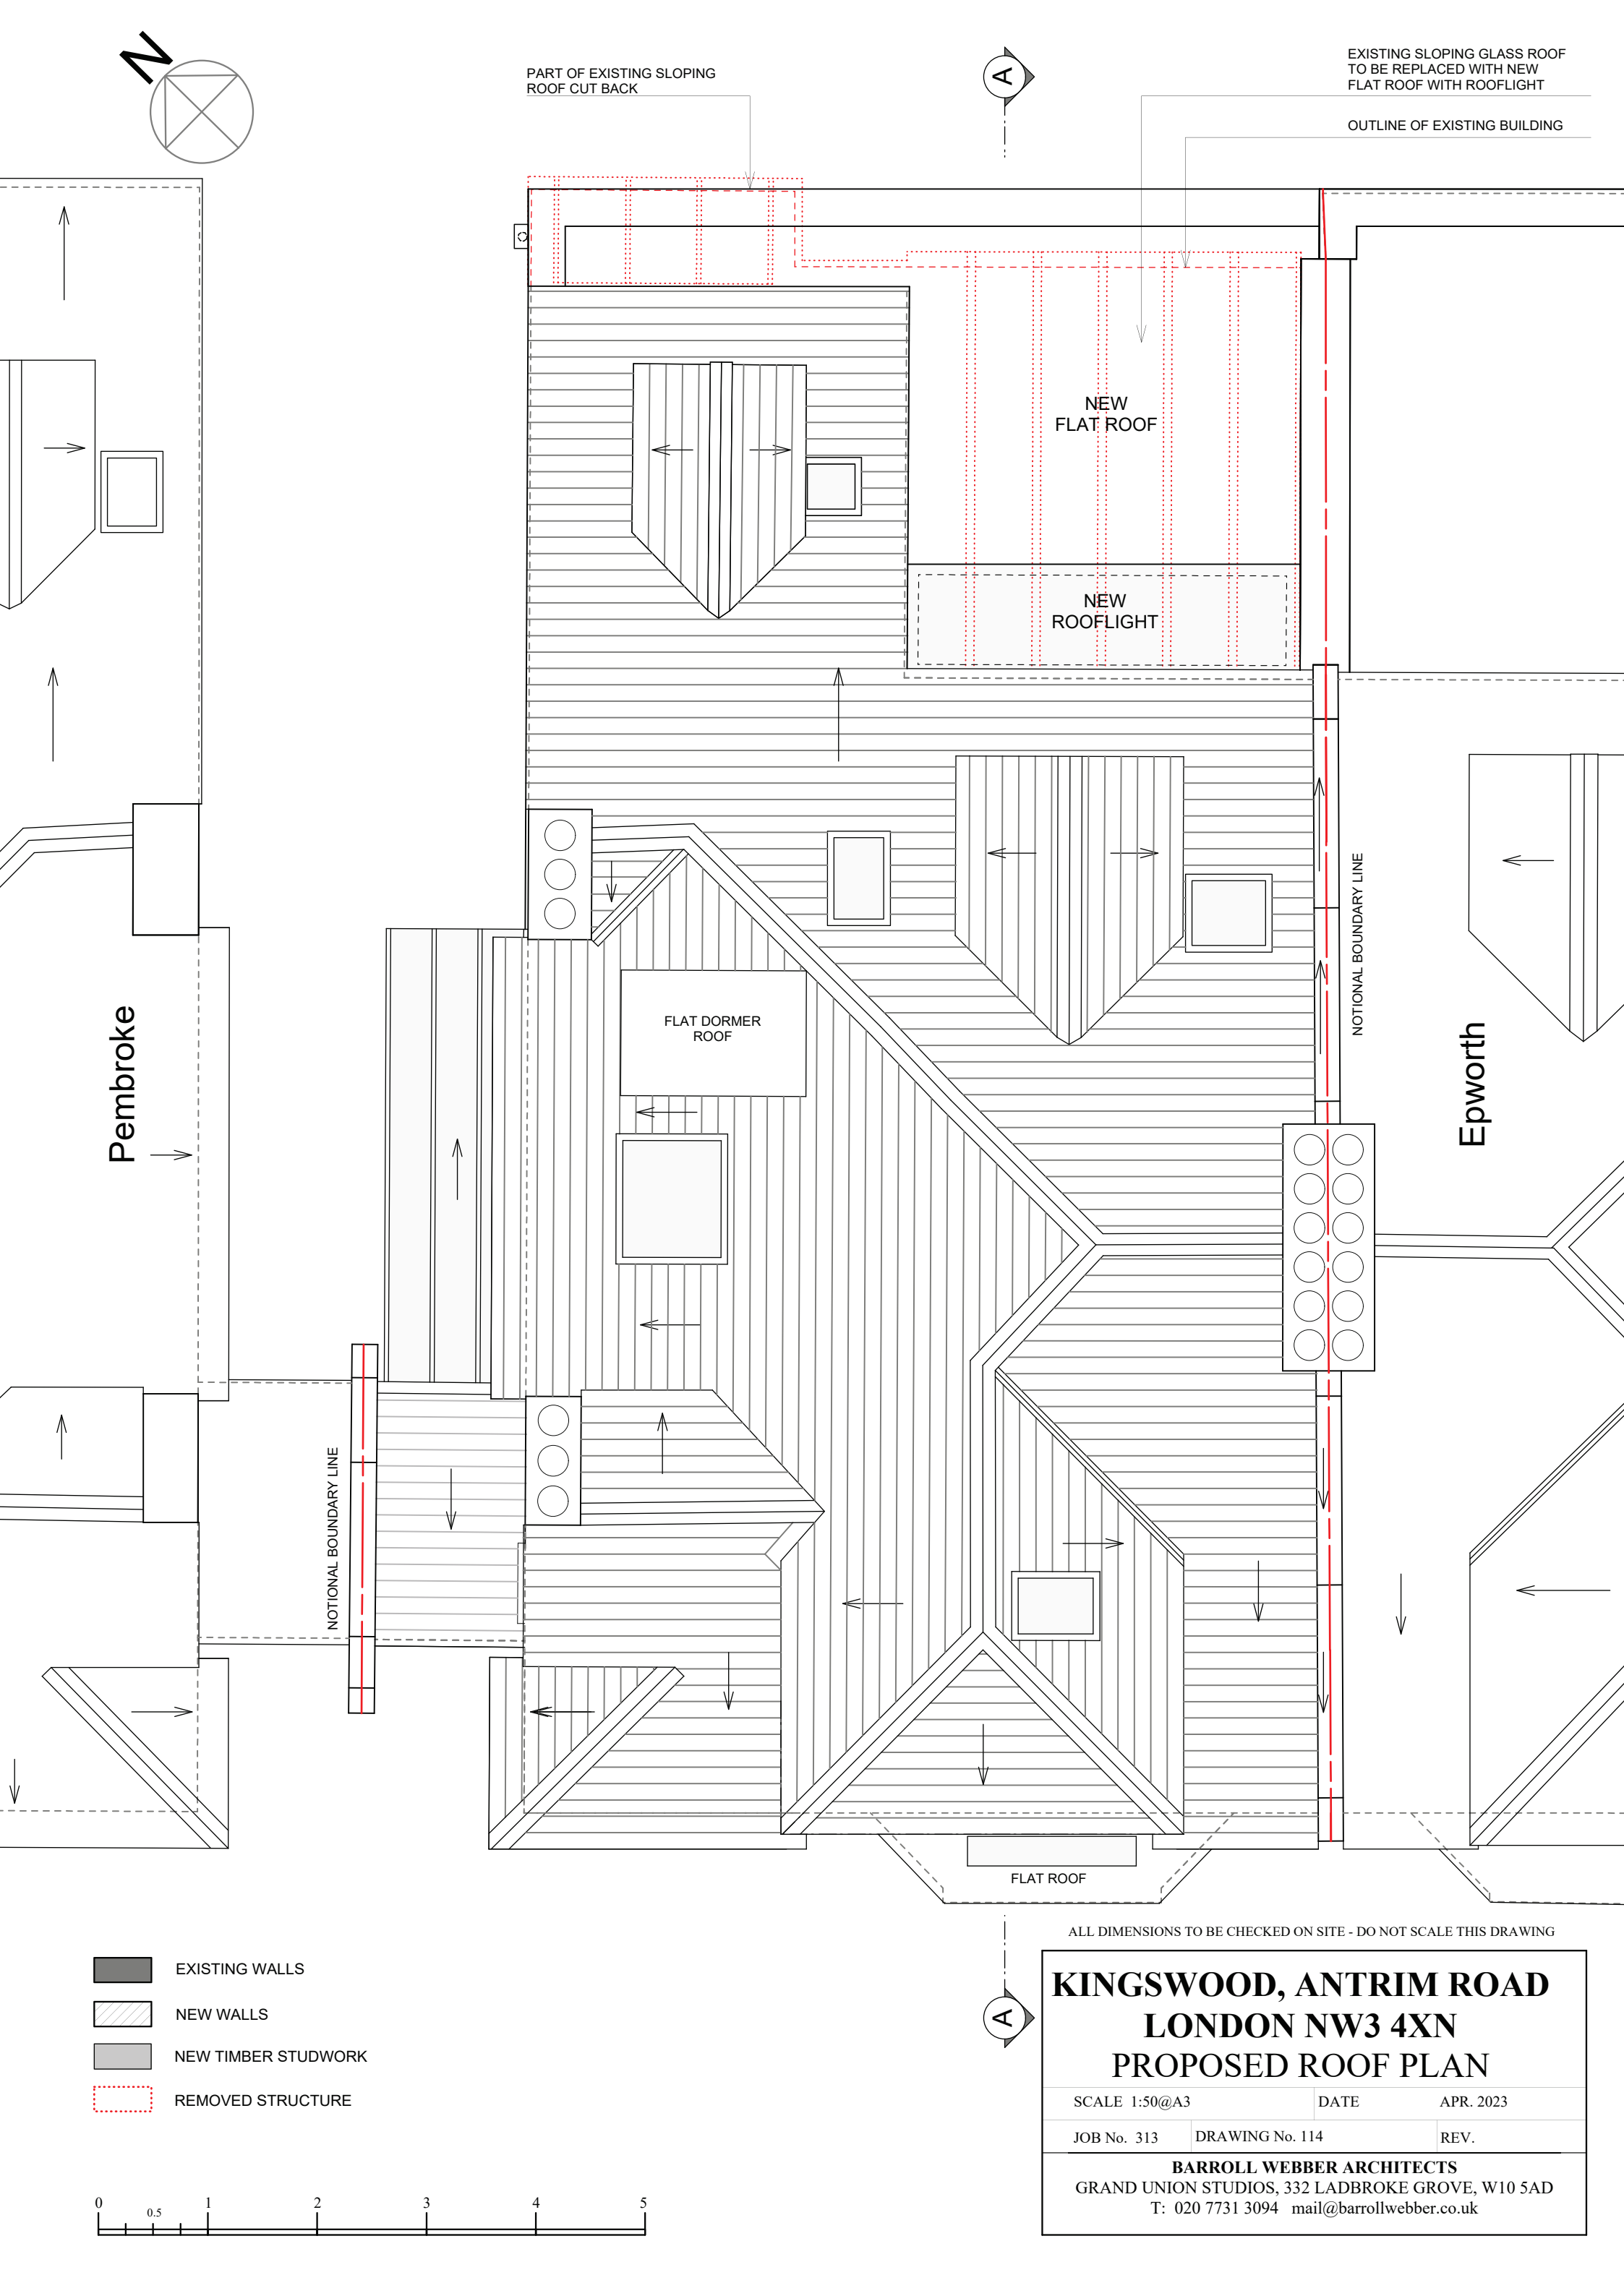 N
PART OF EXISTING SLOPING
ROOF CUT BACK
A
EXISTING SLOPING GLASS ROOF
TO BE REPLACED WITH NEW
FLAT ROOF WITH ROOFLIGHT
OUTLINE OF EXISTING BUILDING
NEW
FLAT ROOF
NEW
ROOFLIGHT
NOTIONAL BOUNDARY LINE
Pembroke
FLAT DORMER
ROOF
Epworth
NOTIONAL BOUNDARY LINE
FLAT ROOF
ALL DIMENSIONS TO BE CHECKED ON SITE - DO NOT SCALE THIS DRAWING
EXISTING WALLS
NEW WALLS
NEW TIMBER STUDWORK
REMOVED STRUCTURE
A
KINGSWOOD, ANTRIM ROAD
LONDON NW3 4XN
PROPOSED ROOF PLAN
SCALE 1:50@A3 DATE APR. 2023
JOB No. 313 DRAWING No. 114 REV.
BARROLL WEBBER ARCHITECTS
GRAND UNION STUDIOS, 332 LADBROKE GROVE, W10 5AD
T: 020 7731 3094 mail@barrollwebber.co.uk
0 0.5 1 2 3 4 5